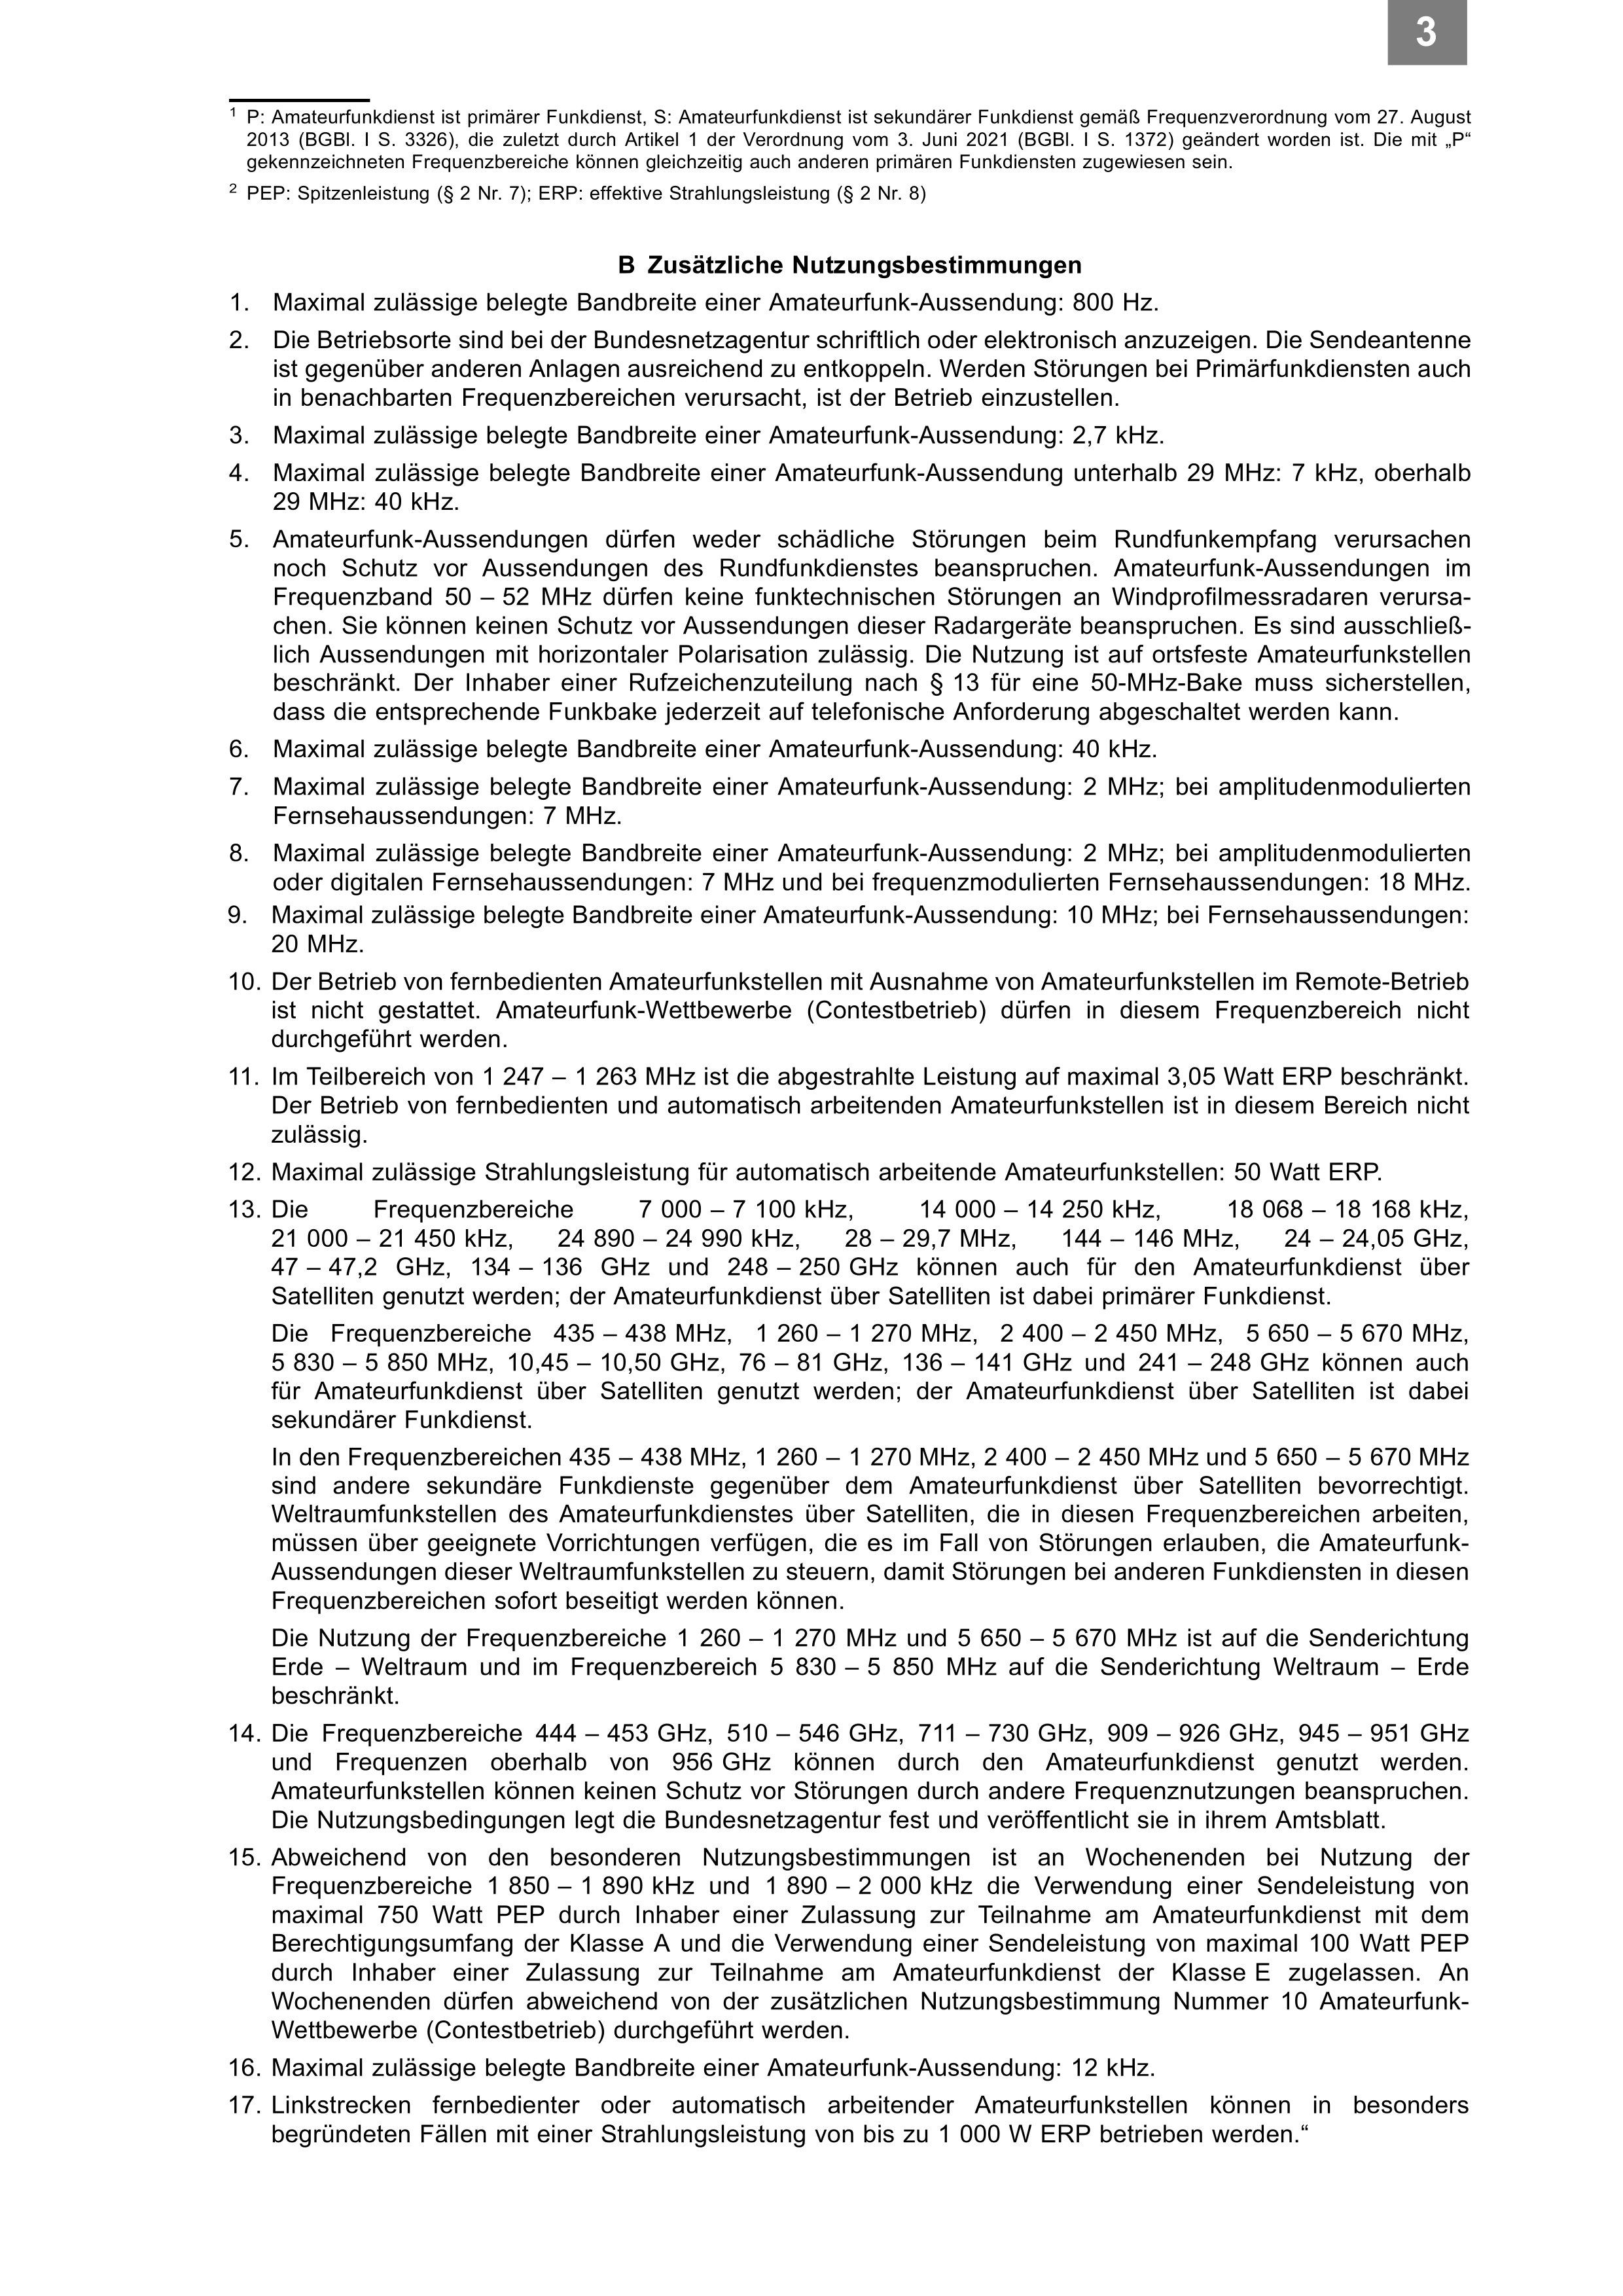 3
1 P: Amateurfunkdienst ist primärer Funkdienst, S: Amateurfunkdienst ist sekundärer Funkdienst gemäß Frequenzverordnung vom 27. August
2013 (BGBl. I S. 3326), die zuletzt durch Artikel 1 der Verordnung vom 3. Juni 2021 (BGBl. I S. 1372) geändert worden ist. Die mit „P“
gekennzeichneten Frequenzbereiche können gleichzeitig auch anderen primären Funkdiensten zugewiesen sein.
2 PEP: Spitzenleistung (§ 2 Nr. 7); ERP: effektive Strahlungsleistung (§ 2 Nr. 8)
B Zusätzliche Nutzungsbestimmungen
1. Maximal zulässige belegte Bandbreite einer Amateurfunk-Aussendung: 800 Hz.
2. Die Betriebsorte sind bei der Bundesnetzagentur schriftlich oder elektronisch anzuzeigen. Die Sendeantenne
ist gegenüber anderen Anlagen ausreichend zu entkoppeln. Werden Störungen bei Primärfunkdiensten auch
in benachbarten Frequenzbereichen verursacht, ist der Betrieb einzustellen.
3. Maximal zulässige belegte Bandbreite einer Amateurfunk-Aussendung: 2,7 kHz.
4. Maximal zulässige belegte Bandbreite einer Amateurfunk-Aussendung unterhalb 29 MHz: 7 kHz, oberhalb
29 MHz: 40 kHz.
5. Amateurfunk-Aussendungen dürfen weder schädliche Störungen beim Rundfunkempfang verursachen
noch Schutz vor Aussendungen des Rundfunkdienstes beanspruchen. Amateurfunk-Aussendungen im
Frequenzband 50 – 52 MHz dürfen keine funktechnischen Störungen an Windprofilmessradaren verursa-
chen. Sie können keinen Schutz vor Aussendungen dieser Radargeräte beanspruchen. Es sind ausschließ-
lich Aussendungen mit horizontaler Polarisation zulässig. Die Nutzung ist auf ortsfeste Amateurfunkstellen
beschränkt. Der Inhaber einer Rufzeichenzuteilung nach § 13 für eine 50-MHz-Bake muss sicherstellen,
dass die entsprechende Funkbake jederzeit auf telefonische Anforderung abgeschaltet werden kann.
6. Maximal zulässige belegte Bandbreite einer Amateurfunk-Aussendung: 40 kHz.
7. Maximal zulässige belegte Bandbreite einer Amateurfunk-Aussendung: 2 MHz; bei amplitudenmodulierten
Fernsehaussendungen: 7 MHz.
8. Maximal zulässige belegte Bandbreite einer Amateurfunk-Aussendung: 2 MHz; bei amplitudenmodulierten
oder digitalen Fernsehaussendungen: 7 MHz und bei frequenzmodulierten Fernsehaussendungen: 18 MHz.
9. Maximal zulässige belegte Bandbreite einer Amateurfunk-Aussendung: 10 MHz; bei Fernsehaussendungen:
20 MHz.
10. Der Betrieb von fernbedienten Amateurfunkstellen mit Ausnahme von Amateurfunkstellen im Remote-Betrieb
ist nicht gestattet. Amateurfunk-Wettbewerbe (Contestbetrieb) dürfen in diesem Frequenzbereich nicht
durchgeführt werden.
11. Im Teilbereich von 1 247 – 1 263 MHz ist die abgestrahlte Leistung auf maximal 3,05 Watt ERP beschränkt.
Der Betrieb von fernbedienten und automatisch arbeitenden Amateurfunkstellen ist in diesem Bereich nicht
zulässig.
12. Maximal zulässige Strahlungsleistung für automatisch arbeitende Amateurfunkstellen: 50 Watt ERP.
13. Die Frequenzbereiche 7 000 – 7 100 kHz, 14 000 – 14 250 kHz, 18 068 – 18 168 kHz,
21 000 – 21 450 kHz, 24 890 – 24 990 kHz, 28 – 29,7 MHz, 144 – 146 MHz, 24 – 24,05 GHz,
47 – 47,2 GHz, 134 – 136 GHz und 248 – 250 GHz können auch für den Amateurfunkdienst über
Satelliten genutzt werden; der Amateurfunkdienst über Satelliten ist dabei primärer Funkdienst.
Die Frequenzbereiche 435 – 438 MHz, 1 260 – 1 270 MHz, 2 400 – 2 450 MHz, 5 650 – 5 670 MHz,
5 830 – 5 850 MHz, 10,45 – 10,50 GHz, 76 – 81 GHz, 136 – 141 GHz und 241 – 248 GHz können auch
für Amateurfunkdienst über Satelliten genutzt werden; der Amateurfunkdienst über Satelliten ist dabei
sekundärer Funkdienst.
In den Frequenzbereichen 435 – 438 MHz, 1 260 – 1 270 MHz, 2 400 – 2 450 MHz und 5 650 – 5 670 MHz
sind andere sekundäre Funkdienste gegenüber dem Amateurfunkdienst über Satelliten bevorrechtigt.
Weltraumfunkstellen des Amateurfunkdienstes über Satelliten, die in diesen Frequenzbereichen arbeiten,
müssen über geeignete Vorrichtungen verfügen, die es im Fall von Störungen erlauben, die Amateurfunk-
Aussendungen dieser Weltraumfunkstellen zu steuern, damit Störungen bei anderen Funkdiensten in diesen
Frequenzbereichen sofort beseitigt werden können.
Die Nutzung der Frequenzbereiche 1 260 – 1 270 MHz und 5 650 – 5 670 MHz ist auf die Senderichtung
Erde – Weltraum und im Frequenzbereich 5 830 – 5 850 MHz auf die Senderichtung Weltraum – Erde
beschränkt.
14. Die Frequenzbereiche 444 – 453 GHz, 510 – 546 GHz, 711 – 730 GHz, 909 – 926 GHz, 945 – 951 GHz
und Frequenzen oberhalb von 956 GHz können durch den Amateurfunkdienst genutzt werden.
Amateurfunkstellen können keinen Schutz vor Störungen durch andere Frequenznutzungen beanspruchen.
Die Nutzungsbedingungen legt die Bundesnetzagentur fest und veröffentlicht sie in ihrem Amtsblatt.
15. Abweichend von den besonderen Nutzungsbestimmungen ist an Wochenenden bei Nutzung der
Frequenzbereiche 1 850 – 1 890 kHz und 1 890 – 2 000 kHz die Verwendung einer Sendeleistung von
maximal 750 Watt PEP durch Inhaber einer Zulassung zur Teilnahme am Amateurfunkdienst mit dem
Berechtigungsumfang der Klasse A und die Verwendung einer Sendeleistung von maximal 100 Watt PEP
durch Inhaber einer Zulassung zur Teilnahme am Amateurfunkdienst der Klasse E zugelassen. An
Wochenenden dürfen abweichend von der zusätzlichen Nutzungsbestimmung Nummer 10 Amateurfunk-
Wettbewerbe (Contestbetrieb) durchgeführt werden.
16. Maximal zulässige belegte Bandbreite einer Amateurfunk-Aussendung: 12 kHz.
17. Linkstrecken fernbedienter oder automatisch arbeitender Amateurfunkstellen können in besonders
begründeten Fällen mit einer Strahlungsleistung von bis zu 1 000 W ERP betrieben werden.“